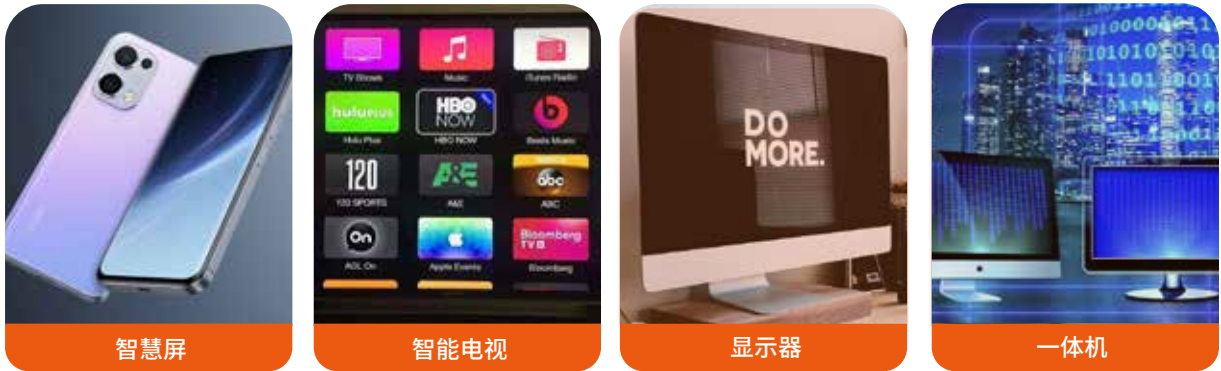 智慧屏
TV Shows
Music
iTunes Radio
huluPLUS
HBO
NOW
Hulu Plus
HBO NOW
Beats Music
120
A&E
abc
120 SPORTS
A&E
ABC
On
Bloomberg
TV
AOL On
Apple Events
Bloomberg
智能电视
DO
MORE.
显示器
一体机